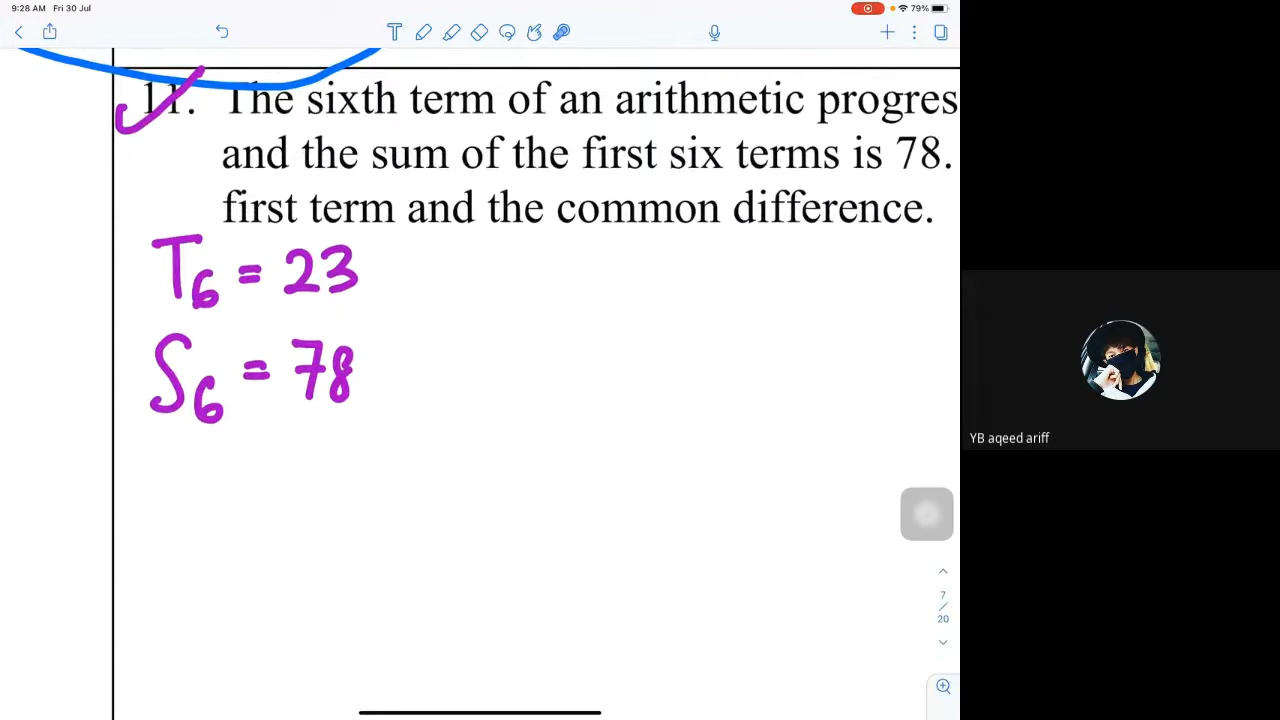 9:28 AM Fri 30 Jul
79%
11. The sixth term of an arithmetic progres
and the sum of the first six terms is 78.
first term and the common difference.
T6 = 23
S6 = 78
YB aqeed ariff
7
/
20